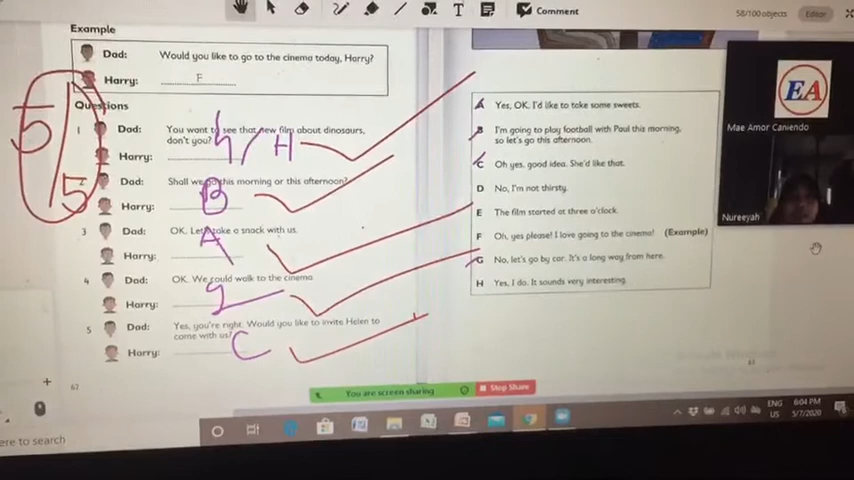 T
Comment
58/100 objects
Editor
Example
Dad: Would you like to go to the cinema today, Harry?
Harry: F
Questions
5/5
1 Dad: You want to see that new film about dinosaurs,
don't you?
Harry: h/H
2 Dad: Shall we go this morning or this afternoon?
Harry: B
3 Dad: OK. Let's take a snack with us.
Harry: A
4 Dad: OK. We could walk to the cinema
Harry: g
5 Dad: Yes, you're right. Would you like to invite Helen to
come with us?
Harry: C
62
A Yes, OK. I'd like to take some sweets.
B I'm going to play football with Paul this morning,
so let's go this afternoon.
C Oh yes, good idea. She'd like that.
D No, I'm not thirsty.
E The film started at three o'clock.
F Oh, yes please! I love going to the cinema! (Example)
G No, let's go by car. It's a long way from here.
H Yes, I do. It sounds very interesting.
EA
Mae Amor Caniendo
Nureeyah
You are screen sharing
Stop Share
ere to search
ENG
US
6:04 PM
5/7/2020